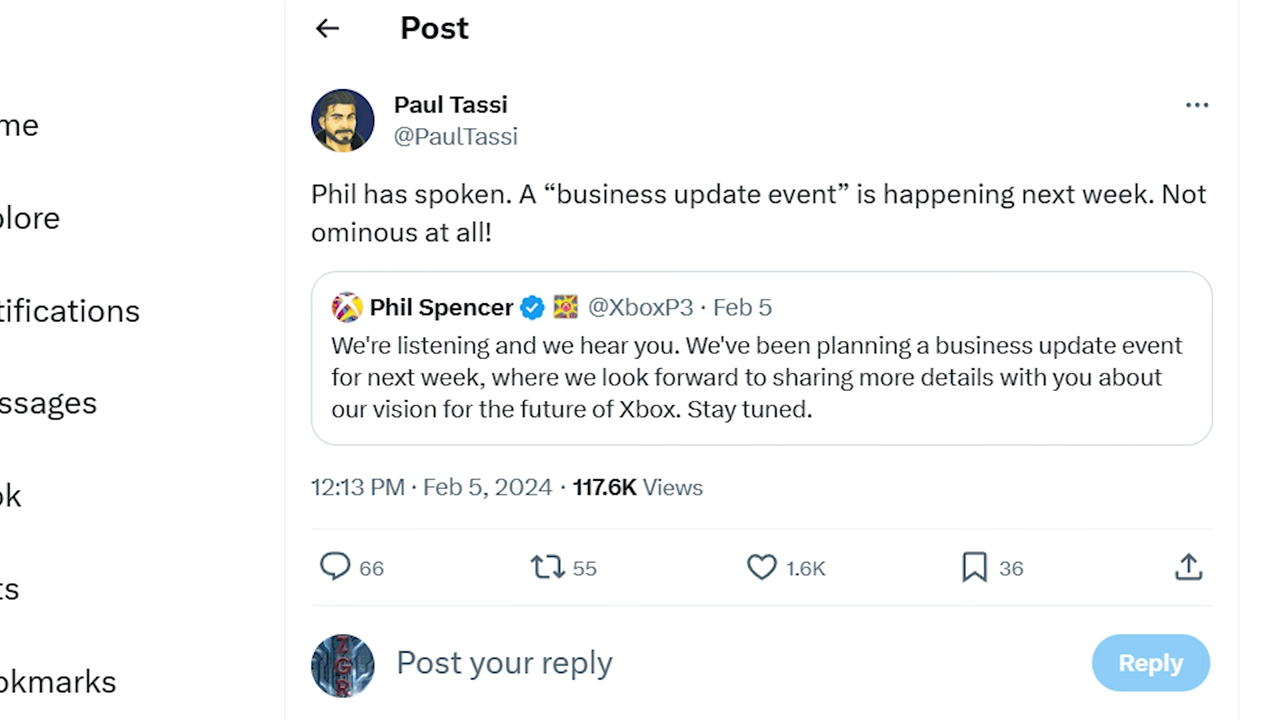 Post
Paul Tassi
@PaulTassi
me
Phil has spoken. A “business update event” is happening next week. Not
ominous at all!
plore
Phil Spencer @XboxP3 · Feb 5
We're listening and we hear you. We've been planning a business update event
for next week, where we look forward to sharing more details with you about
our vision for the future of Xbox. Stay tuned.
tifications
ssages
12:13 PM · Feb 5, 2024 · 117.6K Views
ok
66 55 1.6K 36
ts
ZGR
Post your reply
Reply
okmarks